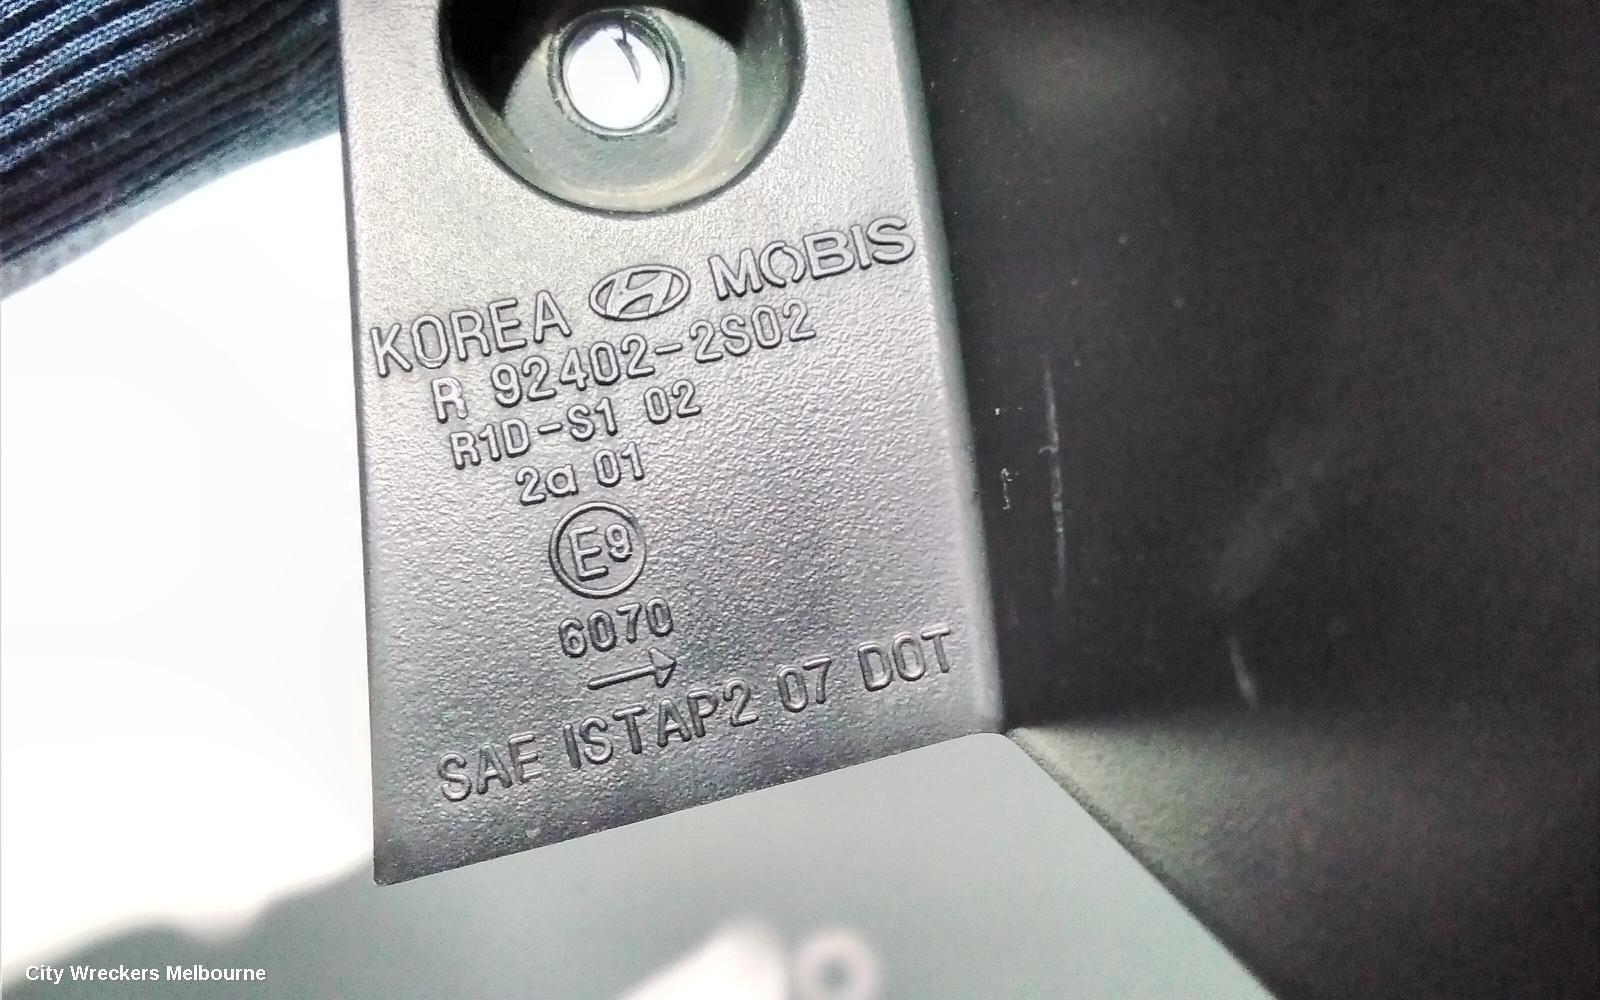 KOREA MOBIS
R 92402-2S02
R1D-S1 02
2a 01
E9
6070
→
SAE ISTAP2 07 DOT
City Wreckers Melbourne